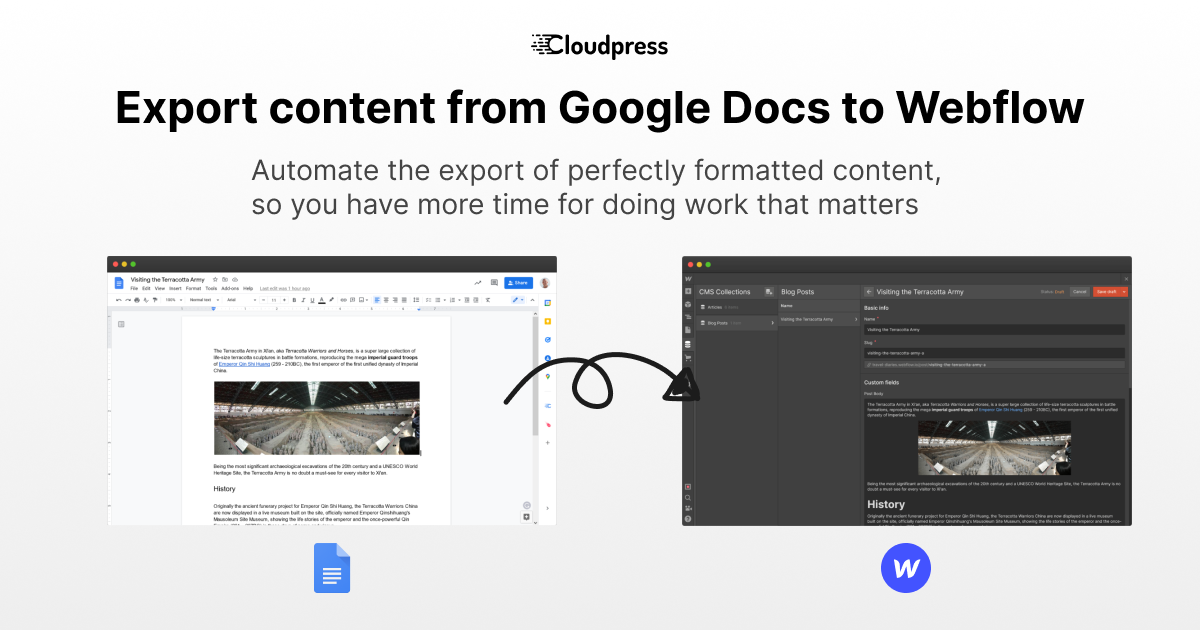 Cloudpress
Export content from Google Docs to Webflow
Automate the export of perfectly formatted content,
so you have more time for doing work that matters
Visiting the Terracotta Army
File Edit View Insert Format Tools Add-ons Help Last edit was 1 hour ago
Share
100% Normal text Arial 11
The Terracotta Army in Xi'an, aka Terracotta Warriors and Horses, is a super large collection of
life-size terracotta sculptures in battle formations, reproducing the mega imperial guard troops
of Emperor Qin Shi Huang (259 - 210BC), the first emperor of the first unified dynasty of Imperial
China.
Being the most significant archaeological excavations of the 20th century and a UNESCO World
Heritage Site, the Terracotta Army is no doubt a must-see for every visitor to Xi'an.
History
Originally the ancient funerary project for Emperor Qin Shi Huang, the Terracotta Warriors China
are now displayed in a live museum built on the site, officially named Emperor Qinshihuang's
Mausoleum Site Museum, showing the life stories of the emperor and the once-powerful Qin
CMS Collections
Articles
Blog Posts
Blog Posts
Name
Visiting the Terracotta Army
Visiting the Terracotta Army
Status: Draft
Cancel
Save draft
Basic info
Name *
Visiting the Terracotta Army
Slug *
visiting-the-terracotta-army-a
Custom fields
Post Body
The Terracotta Army in Xi'an, aka Terracotta Warriors and Horses, is a super large collection of life-size terracotta sculptures in battle
formations, reproducing the mega imperial guard troops of Emperor Qin Shi Huang (259 - 210BC), the first emperor of the first unified
dynasty of Imperial China.
Being the most significant archaeological excavations of the 20th century and a UNESCO World Heritage Site, the Terracotta Army is no
doubt a must-see for every visitor to Xi'an.
History
Originally the ancient funerary project for Emperor Qin Shi Huang, the Terracotta Warriors China are now displayed in a live museum
built on the site, officially named Emperor Qinshihuang's Mausoleum Site Museum, showing the life stories of the emperor and the once-